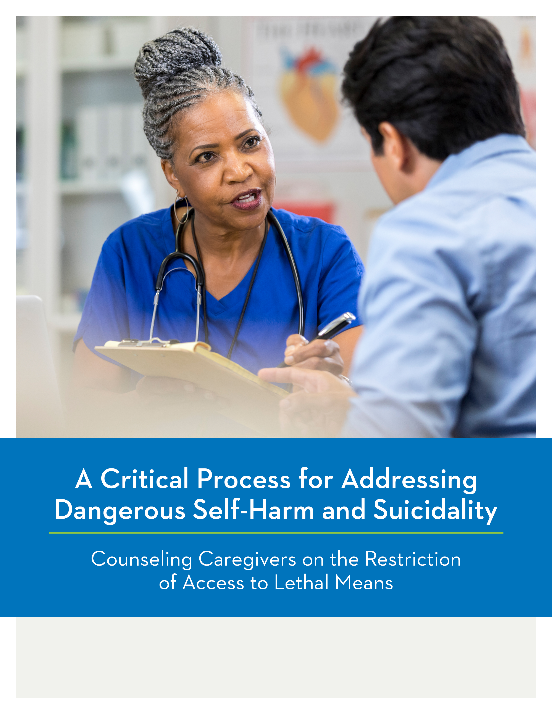 A Critical Process for Addressing
Dangerous Self-Harm and Suicidality
Counseling Caregivers on the Restriction
of Access to Lethal Means